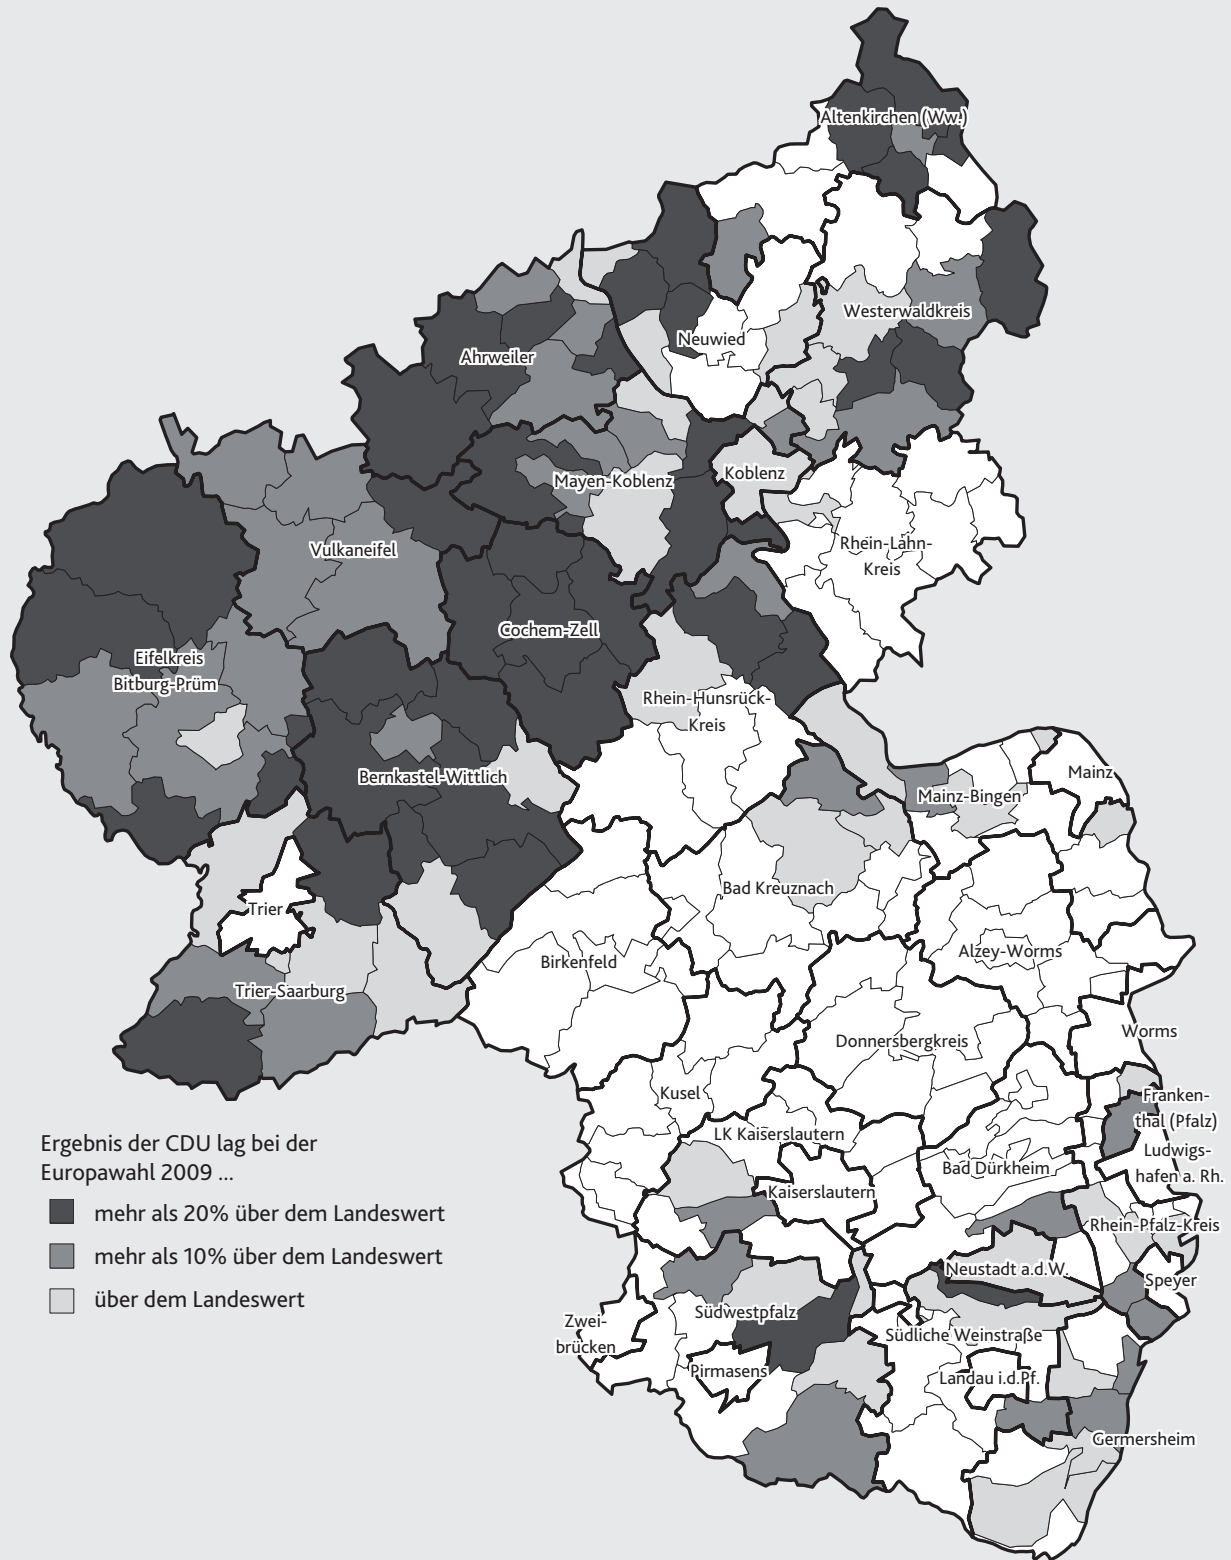 Altenkirchen (Ww.)
Westerwaldkreis
Neuwied
Ahrweiler
Mayen-Koblenz
Koblenz
Vulkaneifel
Rhein-Lahn-
Kreis
Cochem-Zell
Eifelkreis
Bitburg-Prüm
Rhein-Hunsrück-
Kreis
Bernkastel-Wittlich
Mainz
Mainz-Bingen
Bad Kreuznach
Trier
Alzey-Worms
Birkenfeld
Trier-Saarburg
Worms
Donnersbergkreis
Kusel
Franken-
thal (Pfalz)
LK Kaiserslautern
Ludwigs-
hafen a. Rh.
Bad Dürkheim
Kaiserslautern
Rhein-Pfalz-Kreis
Neustadt a.d.W.
Speyer
Südwestpfalz
Zwei-
brücken
Südliche Weinstraße
Pirmasens
Landau i.d.Pf.
Germersheim
Ergebnis der CDU lag bei der
Europawahl 2009 ...
mehr als 20% über dem Landeswert
mehr als 10% über dem Landeswert
über dem Landeswert